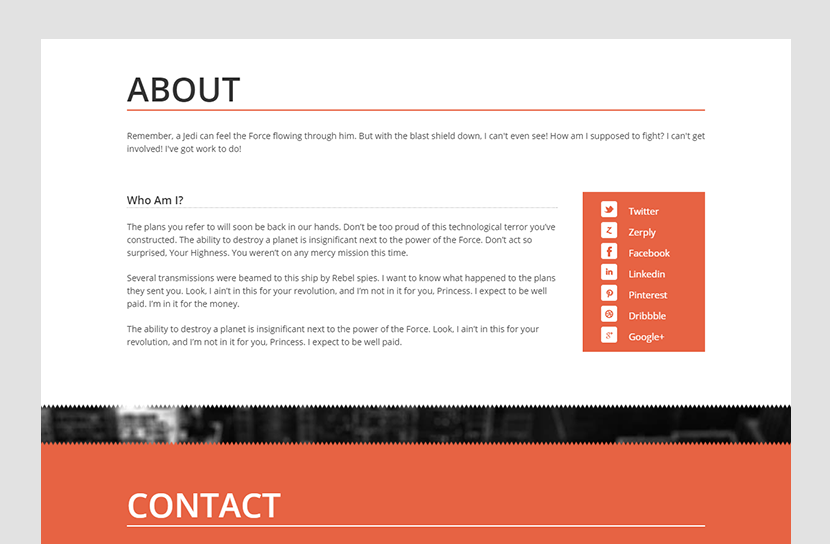 ABOUT
Remember, a Jedi can feel the Force flowing through him. But with the blast shield down, I can't even see! How am I supposed to fight? I can't get
involved! I've got work to do!
Who Am I?
The plans you refer to will soon be back in our hands. Don't be too proud of this technological terror you've
constructed. The ability to destroy a planet is insignificant next to the power of the Force. Don't act so
surprised, Your Highness. You weren't on any mercy mission this time.
Several transmissions were beamed to this ship by Rebel spies. I want to know what happened to the plans
they sent you. Look, I ain't in this for your revolution, and I'm not in it for you, Princess. I expect to be well
paid. I'm in it for the money.
The ability to destroy a planet is insignificant next to the power of the Force. Look, I ain't in this for your
revolution, and I'm not in it for you, Princess. I expect to be well paid.
Twitter
Zerply
Facebook
Linkedin
Pinterest
Dribbble
Google+
CONTACT